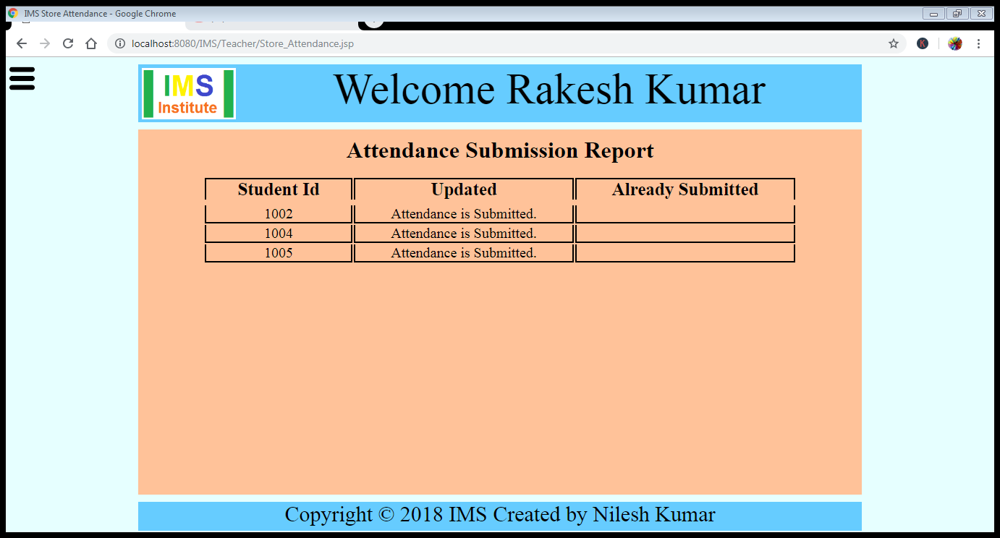 IMS Store Attendance - Google Chrome
localhost:8080/IMS/Teacher/Store_Attendance.jsp
K
IMS
Institute
Welcome Rakesh Kumar
Attendance Submission Report
Student Id Updated Already Submitted
1002 Attendance is Submitted.
1004 Attendance is Submitted.
1005 Attendance is Submitted.
Copyright © 2018 IMS Created by Nilesh Kumar